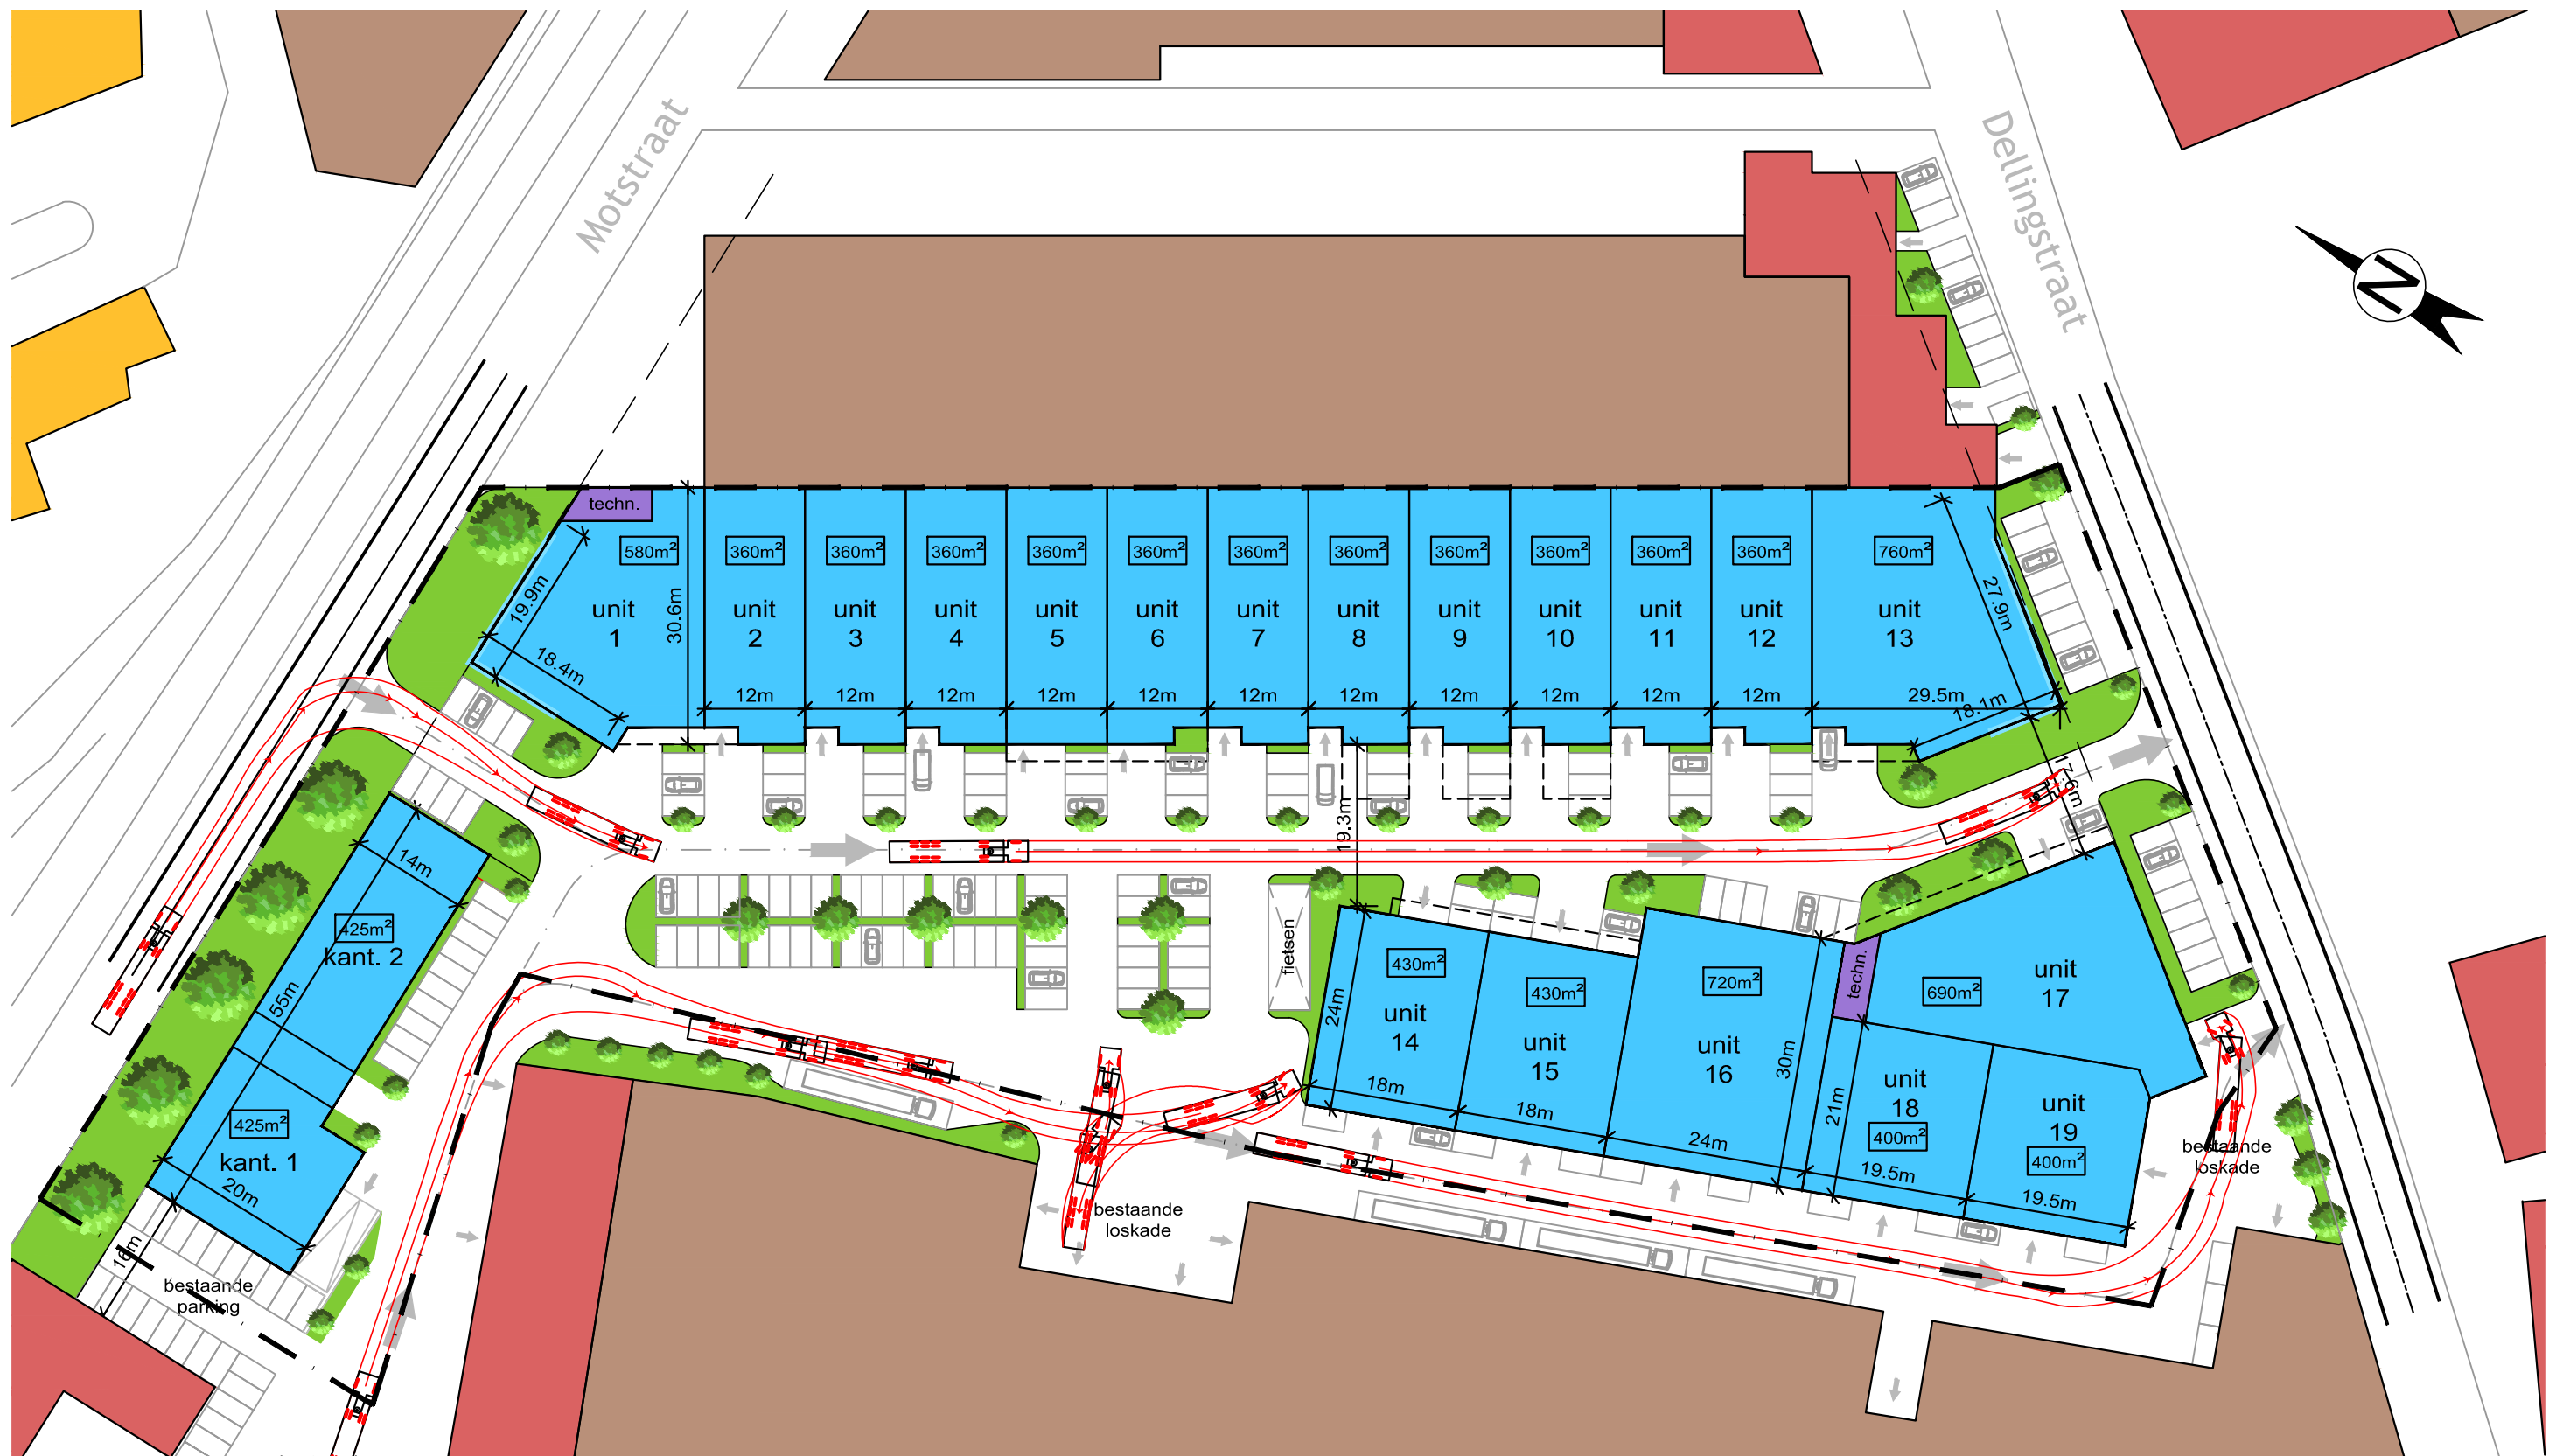 Motstraat
Dellingstraat
N
techn.
580m²
360m²
360m²
360m²
360m²
360m²
360m²
360m²
360m²
360m²
360m²
360m²
760m²
19.9m
18.4m
30.6m
27.9m
unit
1
unit
2
unit
3
unit
4
unit
5
unit
6
unit
7
unit
8
unit
9
unit
10
unit
11
unit
12
unit
13
12m
12m
12m
12m
12m
12m
12m
12m
12m
12m
12m
29.5m
18.1m
17.6m
19.3m
14m
425m²
kant. 2
55m
425m²
kant. 1
20m
16m
bestaande
parking
fietsen
430m²
unit
14
24m
18m
430m²
unit
15
18m
720m²
unit
16
30m
24m
techn.
690m²
unit
17
21m
unit
18
400m²
19.5m
unit
19
400m²
19.5m
bestaande
loskade
bestaande
loskade